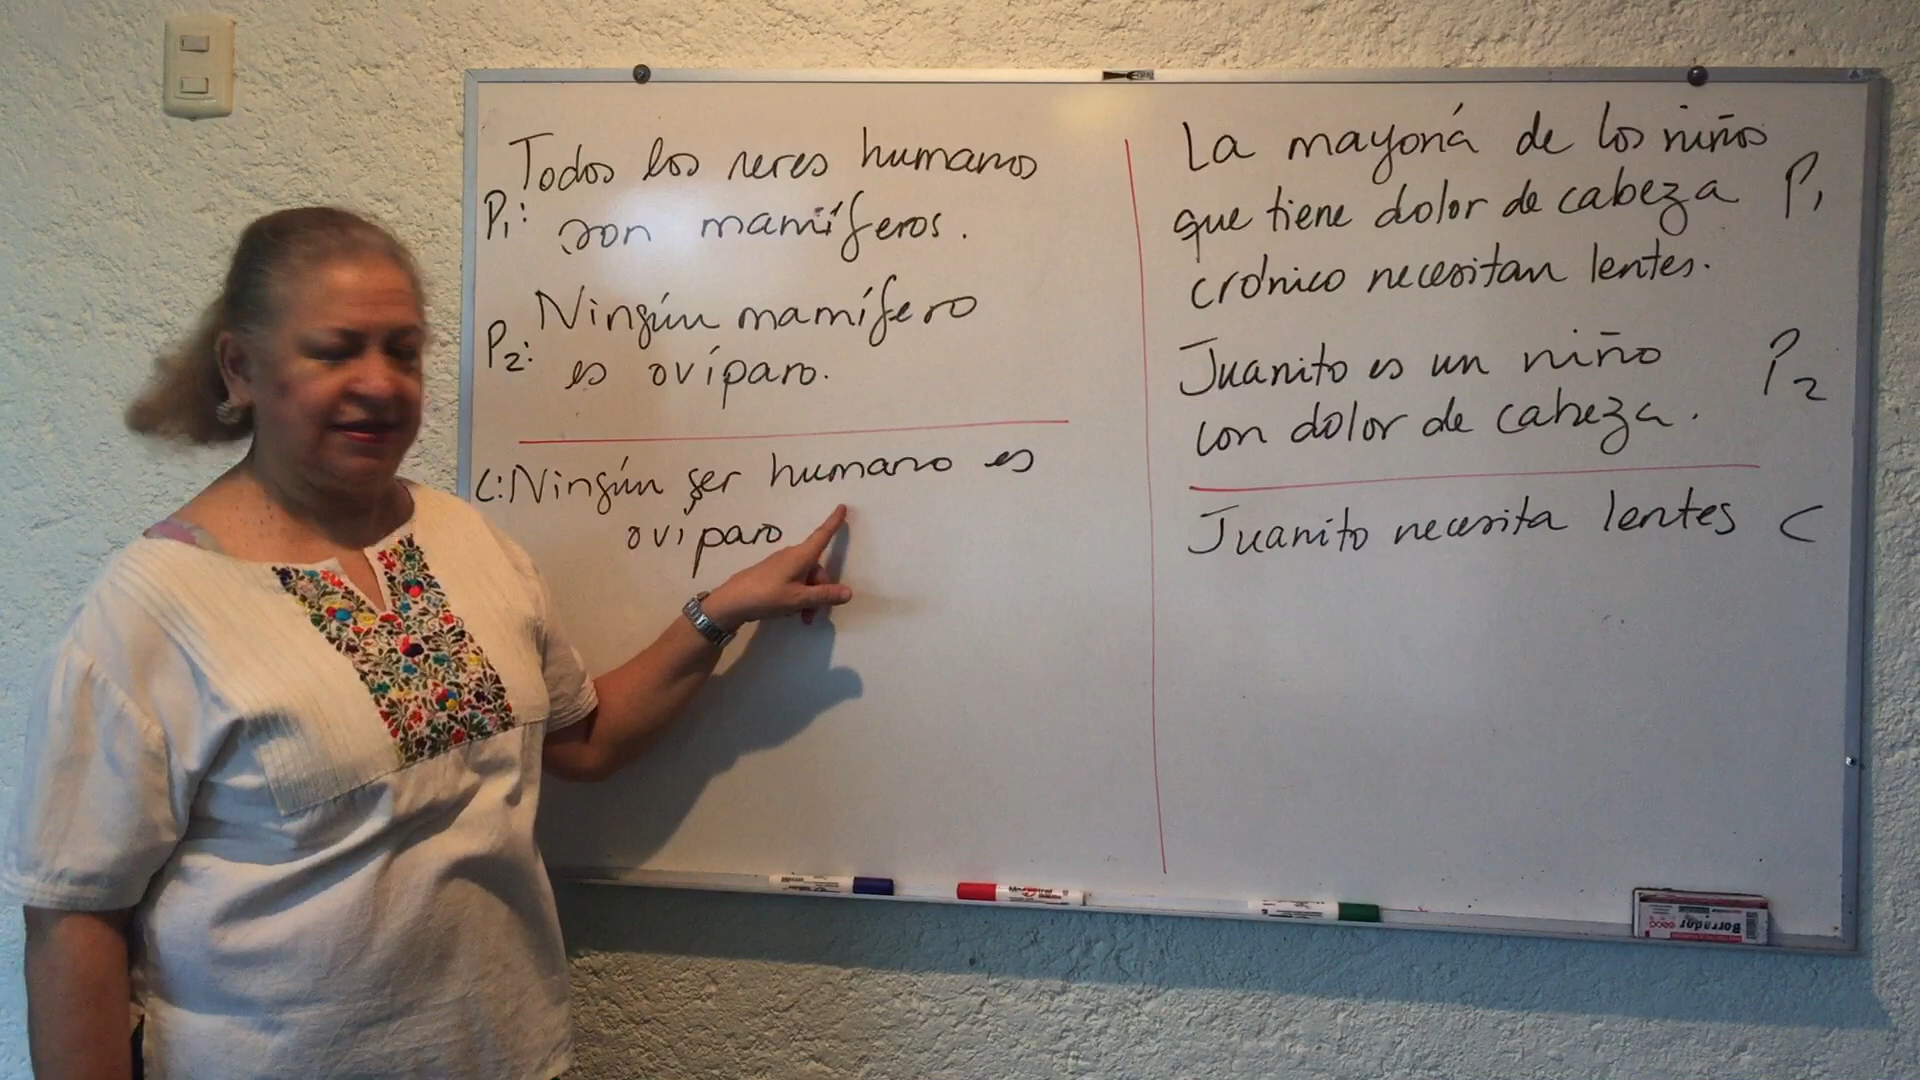 Todos los seres humanos
P1: son mamíferos.
Ningún mamífero
P2: es ovíparo.
C: Ningún ser humano es
ovíparo
La mayoría de los niños
que tiene dolor de cabeza P1
crónico necesitan lentes.
Juanito es un niño P2
con dolor de cabeza.
Juanito necesita lentes C
Borrador